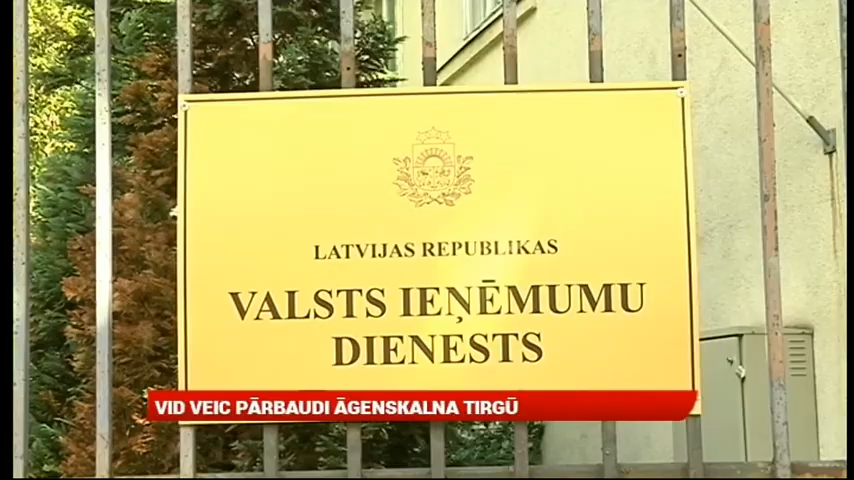 LATVIJAS REPUBLIKAS
VALSTS IEŅĒMUMU
DIENESTS
VID VEIC PĀRBAUDI ĀGENSKALNA TIRGŪ